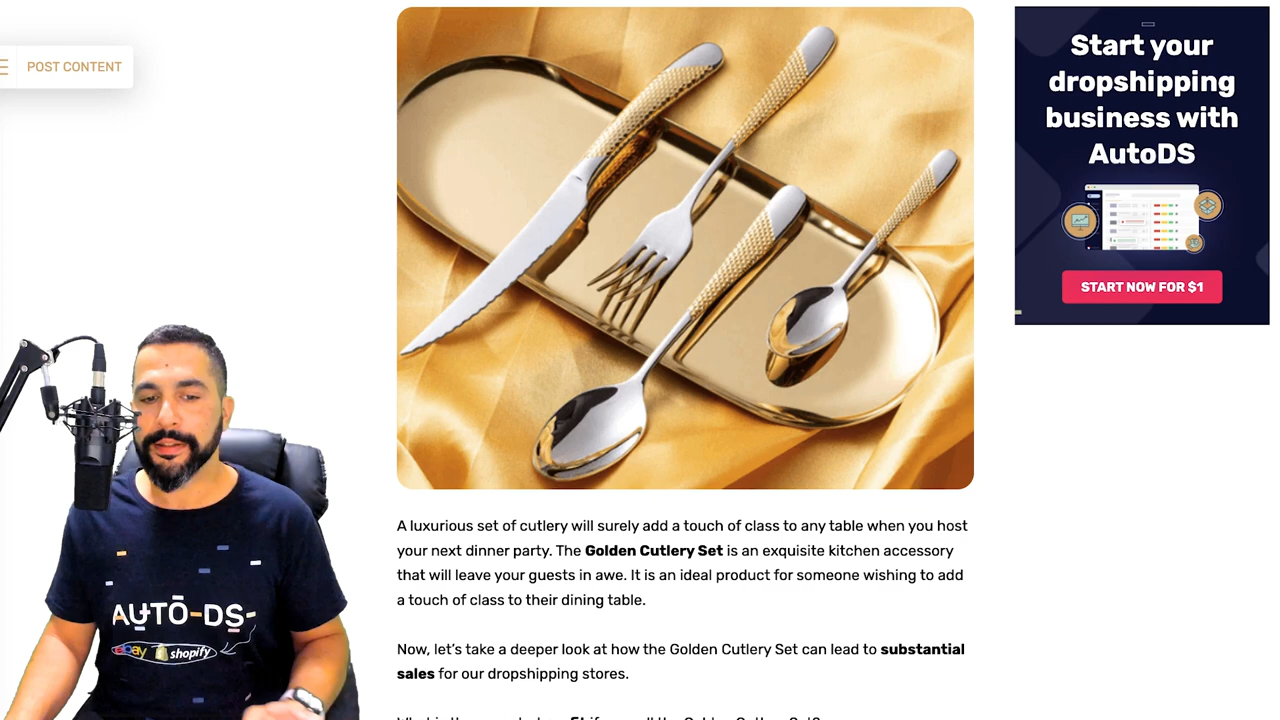 POST CONTENT
Start your
dropshipping
business with
AutoDS
START NOW FOR $1
AUTO-DS-
ebay shopify
A luxurious set of cutlery will surely add a touch of class to any table when you host
your next dinner party. The Golden Cutlery Set is an exquisite kitchen accessory
that will leave your guests in awe. It is an ideal product for someone wishing to add
a touch of class to their dining table.
Now, let's take a deeper look at how the Golden Cutlery Set can lead to substantial
sales for our dropshipping stores.